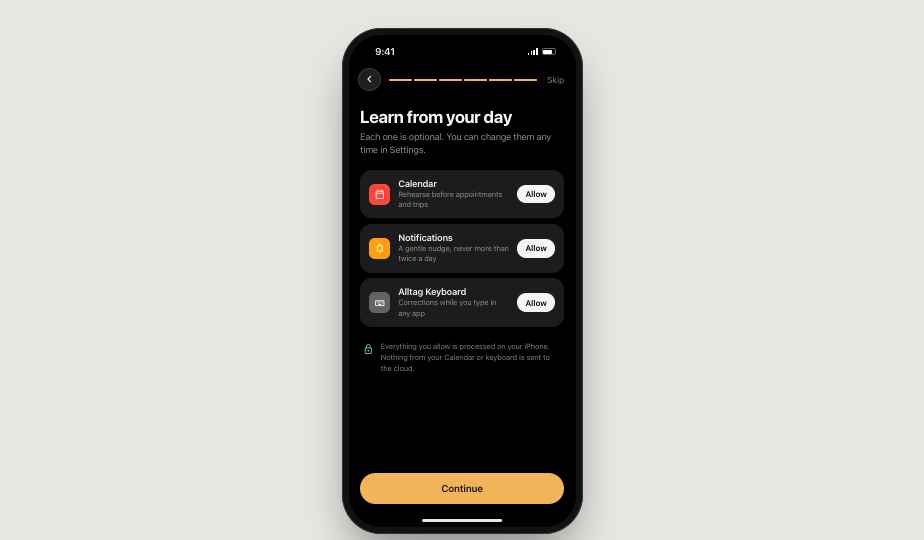 9:41
Skip
Learn from your day
Each one is optional. You can change them any
time in Settings.
Calendar
Rehearse before appointments
and trips
Allow
Notifications
A gentle nudge, never more than
twice a day
Allow
Alltag Keyboard
Corrections while you type in
any app
Allow
Everything you allow is processed on your iPhone.
Nothing from your Calendar or keyboard is sent to
the cloud.
Continue